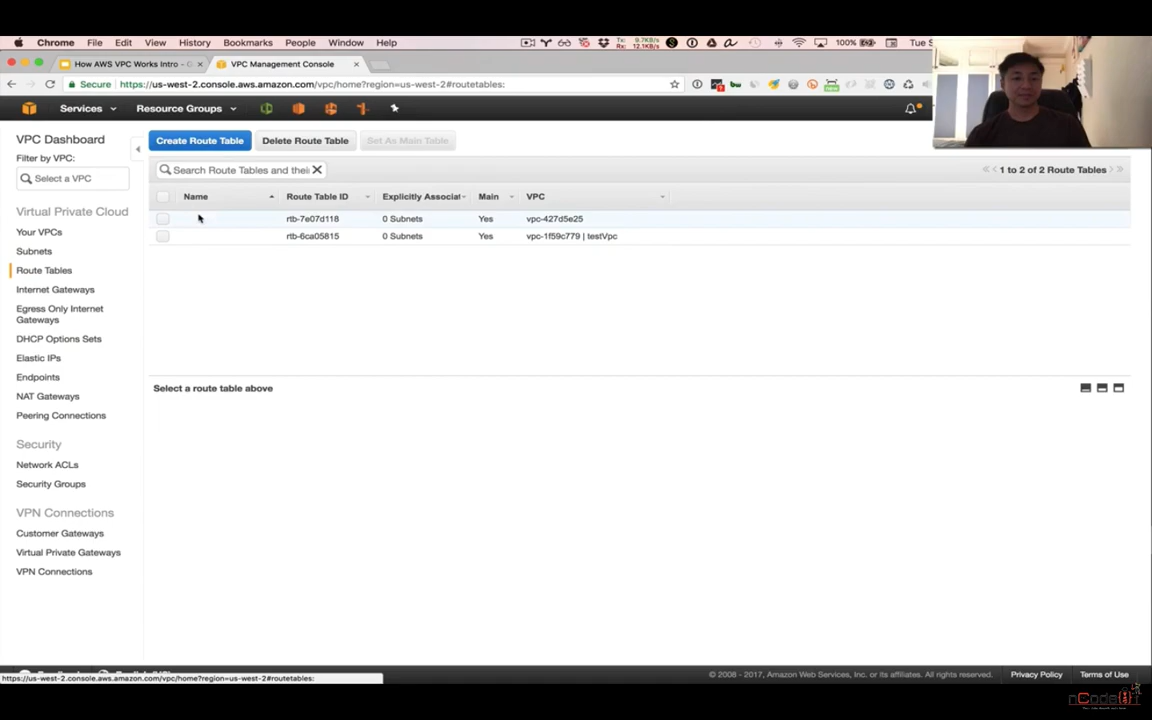 Chrome File Edit View History Bookmarks People Window Help
Tx: 9.7KB/s
Rx: 12.1KB/s
100%
Tue S
How AWS VPC Works Intro - G
VPC Management Console
Secure https://us-west-2.console.aws.amazon.com/vpc/home?region=us-west-2#routetables:
Services Resource Groups
VPC Dashboard
Filter by VPC:
Select a VPC
Virtual Private Cloud
Your VPCs
Subnets
Route Tables
Internet Gateways
Egress Only Internet
Gateways
DHCP Options Sets
Elastic IPs
Endpoints
NAT Gateways
Peering Connections
Security
Network ACLs
Security Groups
VPN Connections
Customer Gateways
Virtual Private Gateways
VPN Connections
Create Route Table Delete Route Table Set As Main Table
Search Route Tables and thei
1 to 2 of 2 Route Tables
Name Route Table ID Explicitly Associat Main VPC
rtb-7e07d118 0 Subnets Yes vpc-427d5e25
rtb-6ca05815 0 Subnets Yes vpc-1f59c779 | testVpc
Select a route table above
https://us-west-2.console.aws.amazon.com/vpc/home?region=us-west-2#routetables:
© 2008 - 2017, Amazon Web Services, Inc. or its affiliates. All rights reserved. Privacy Policy Terms of Use